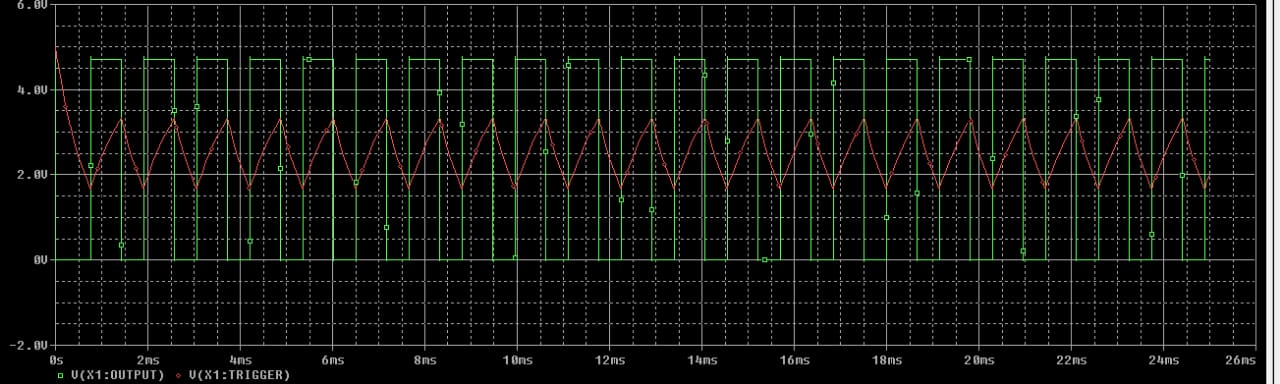 6.0V
4.0V
2.0V
0V
-2.0V
0s 2ms 4ms 6ms 8ms 10ms 12ms 14ms 16ms 18ms 20ms 22ms 24ms 26ms
V(X1:OUTPUT) V(X1:TRIGGER)